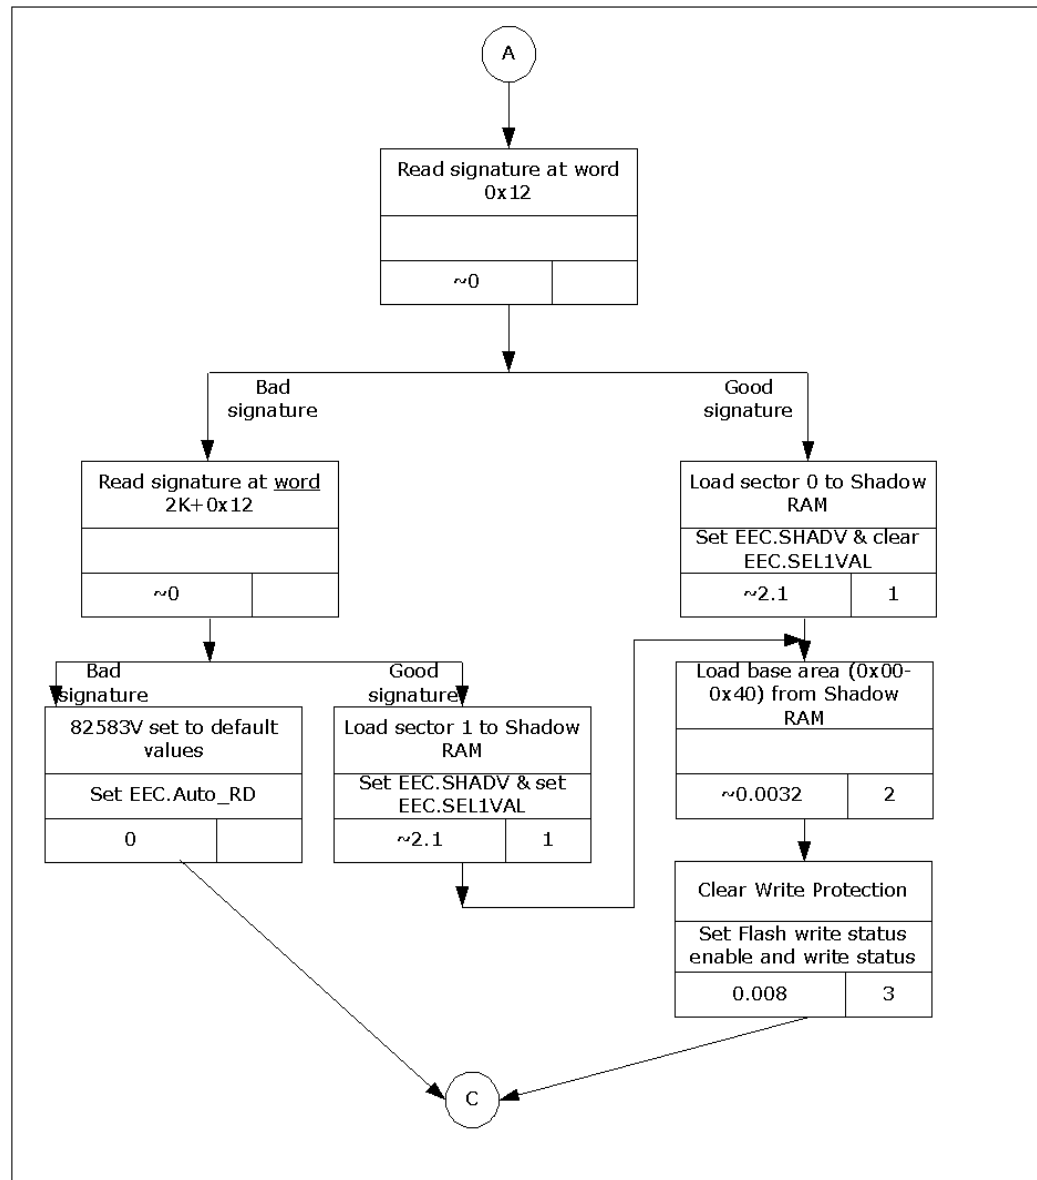 A
Read signature at word
0x12
~0
Bad
signature
Good
signature
Read signature at word
2K+0x12
~0
Load sector 0 to Shadow
RAM
Set EEC.SHADV & clear
EEC.SEL1VAL
~2.1
1
Bad
signature
Good
signature
82583V set to default
values
Set EEC.Auto_RD
0
Load sector 1 to Shadow
RAM
Set EEC.SHADV & set
EEC.SEL1VAL
~2.1
1
Load base area (0x00-
0x40) from Shadow
RAM
~0.0032
2
Clear Write Protection
Set Flash write status
enable and write status
0.008
3
C